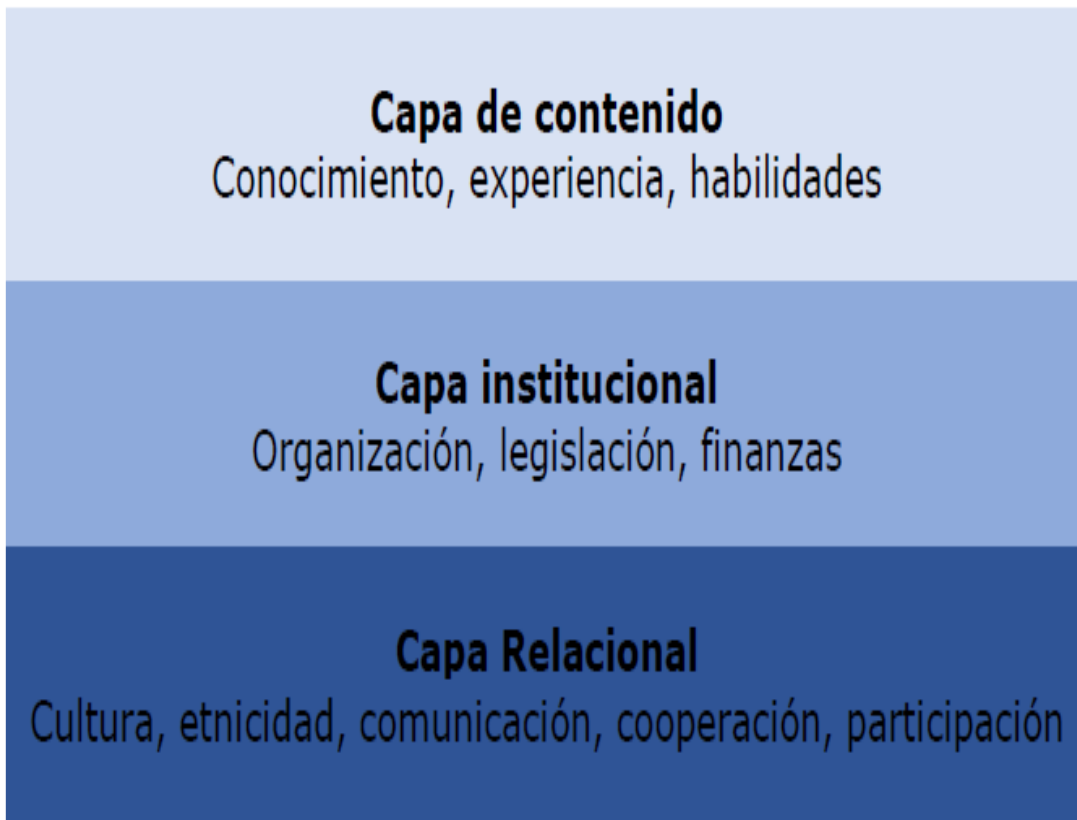 Capa de contenido
Conocimiento, experiencia, habilidades
Capa institucional
Organización, legislación, finanzas
Capa Relacional
Cultura, etnicidad, comunicación, cooperación, participación